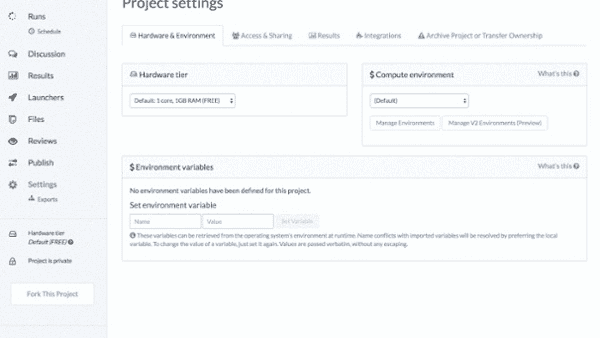 Project settings
Runs
Schedule
Discussion
Results
Launchers
Files
Reviews
Publish
Settings
Exports
Hardware tier
Default [FREE]
Project is private
Fork This Project
Hardware & Environment
Access & Sharing
Results
Integrations
Archive Project or Transfer Ownership
Hardware tier
Default: 1 core, 1GB RAM [FREE]
$ Compute environment
What's this
(Default)
Manage Environments
Manage V2 Environments (Preview)
$ Environment variables
What's this
No environment variables have been defined for this project.
Set environment variable
Name
Value
Set Variable
These variables can be retrieved from the operating system's environment at runtime. Name conflicts with imported variables will be resolved by preferring the local
variable. To change the value of a variable, just set it again. Values are passed verbatim, without any escaping.